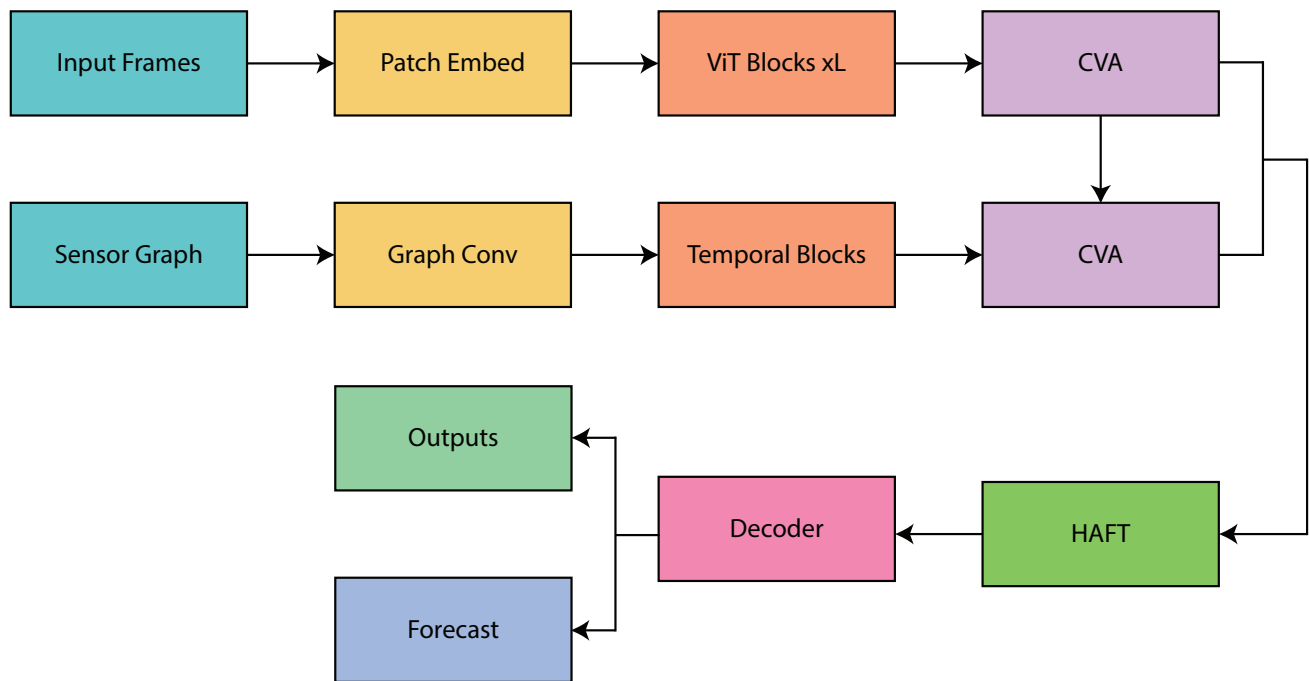 Input Frames
Patch Embed
ViT Blocks xL
CVA
Sensor Graph
Graph Conv
Temporal Blocks
CVA
Outputs
Decoder
HAFT
Forecast